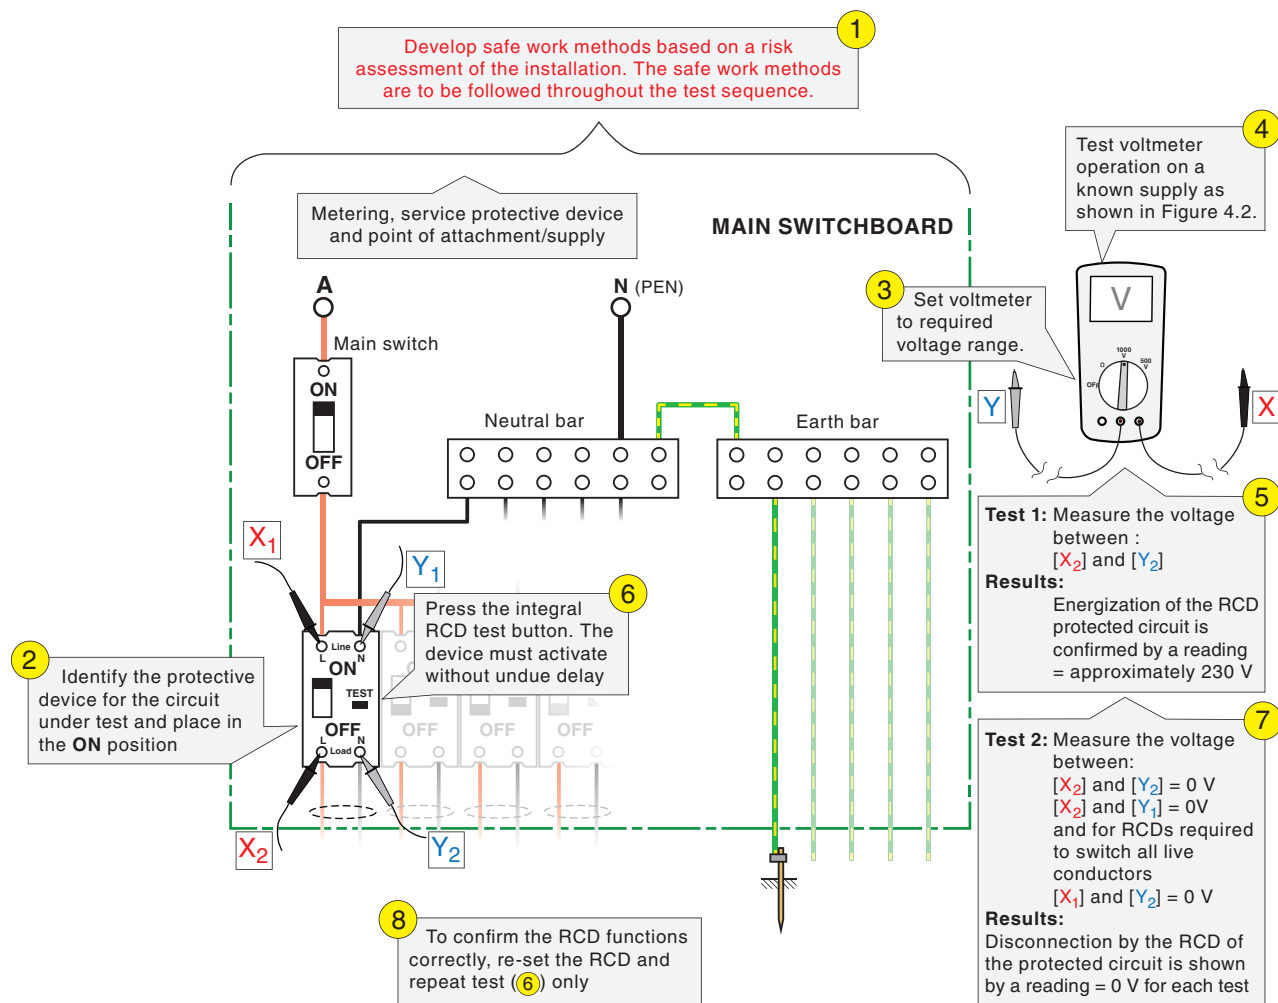 1
Develop safe work methods based on a risk
assessment of the installation. The safe work methods
are to be followed throughout the test sequence.
4
Test voltmeter
operation on a
known supply as
shown in Figure 4.2.
Metering, service protective device
and point of attachment/supply
MAIN SWITCHBOARD
A
N (PEN)
3
Set voltmeter
to required
voltage range.
V
1000
V
500
V
Ω
OFF
Y
X
Main switch
ON
OFF
Neutral bar
Earth bar
X1
Y1
5
Test 1: Measure the voltage
between :
[X2] and [Y2]
Results:
Energization of the RCD
protected circuit is
confirmed by a reading
= approximately 230 V
6
Press the integral
RCD test button. The
device must activate
without undue delay
2
Identify the protective
device for the circuit
under test and place in
the ON position
Line
L N
ON
TEST
OFF
L N
Load
OFF OFF OFF
X2
Y2
7
Test 2: Measure the voltage
between:
[X2] and [Y2] = 0 V
[X2] and [Y1] = 0V
and for RCDs required
to switch all live
conductors
[X1] and [Y2] = 0 V
Results:
Disconnection by the RCD of
the protected circuit is shown
by a reading = 0 V for each test
8
To confirm the RCD functions
correctly, re-set the RCD and
repeat test (6) only